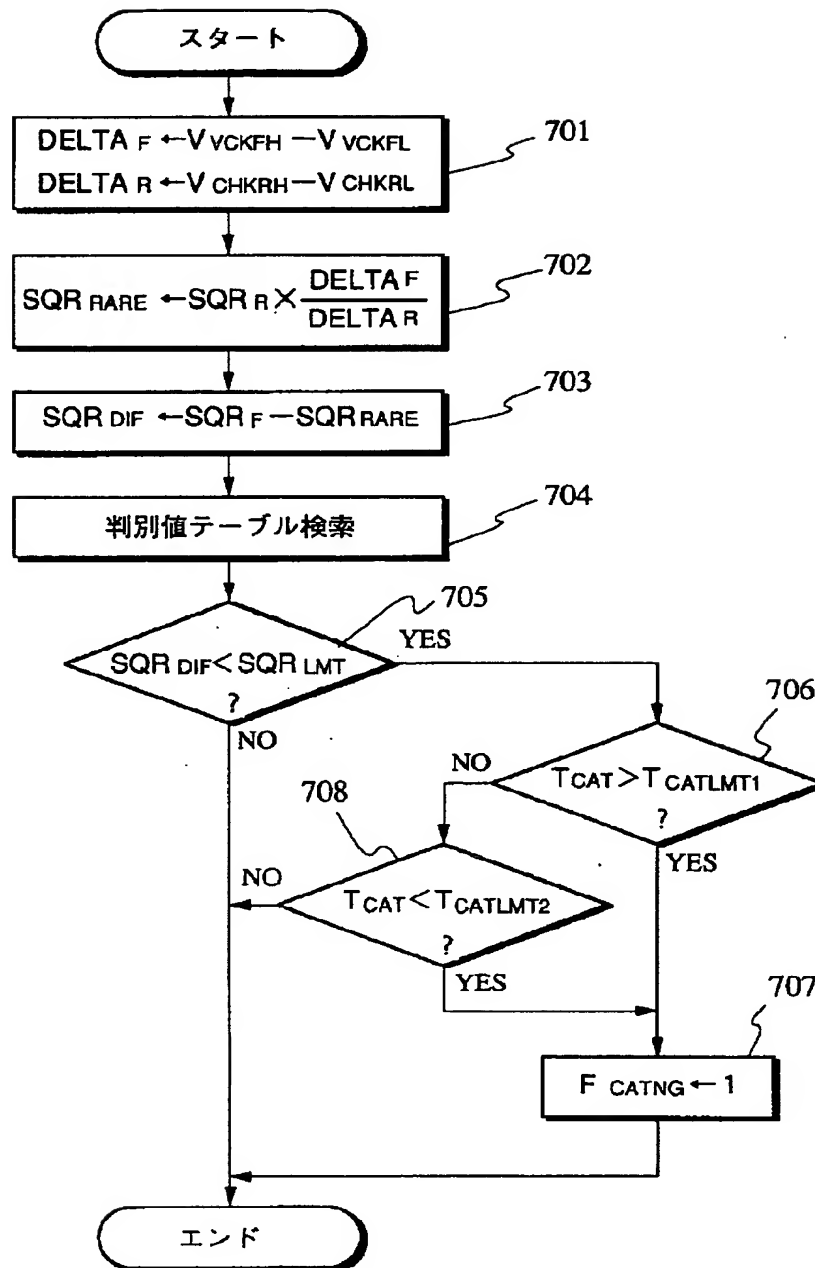 スタート
701
DELTA F ←V VCKFH －V VCKFL
DELTA R ←V CHKRH －V CHKRL
702
SQR RARE ←SQR R × DELTA F
DELTA R
703
SQR DIF ←SQR F －SQR RARE
704
判別値テーブル検索
705
YES
SQR DIF＜SQR LMT
?
NO
706
NO
T CAT＞T CATLMT1
?
YES
708
NO
T CAT＜T CATLMT2
?
YES
707
F CATNG ←1
エンド